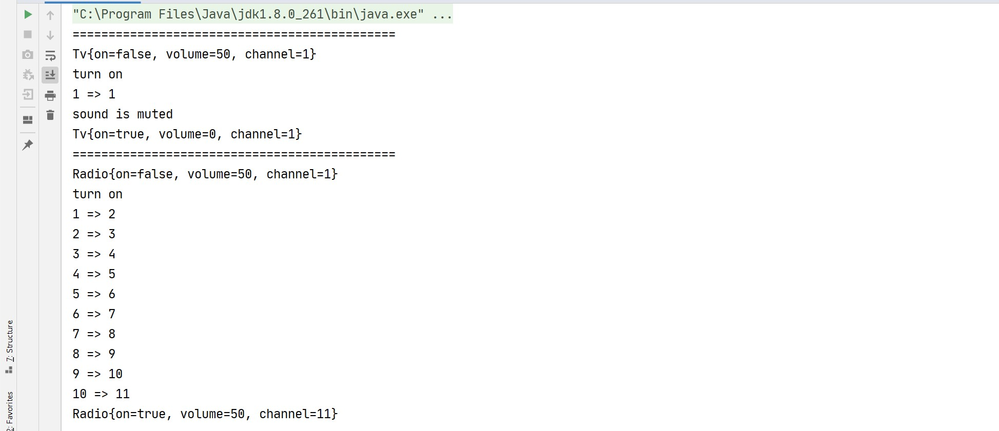 "C:\Program Files\Java\jdk1.8.0_261\bin\java.exe" ...
=============================================
Tv{on=false, volume=50, channel=1}
turn on
1 => 1
sound is muted
Tv{on=true, volume=0, channel=1}
=============================================
Radio{on=false, volume=50, channel=1}
turn on
1 => 2
2 => 3
3 => 4
4 => 5
5 => 6
6 => 7
7 => 8
8 => 9
9 => 10
10 => 11
Radio{on=true, volume=50, channel=11}
7: Structure
Favorites